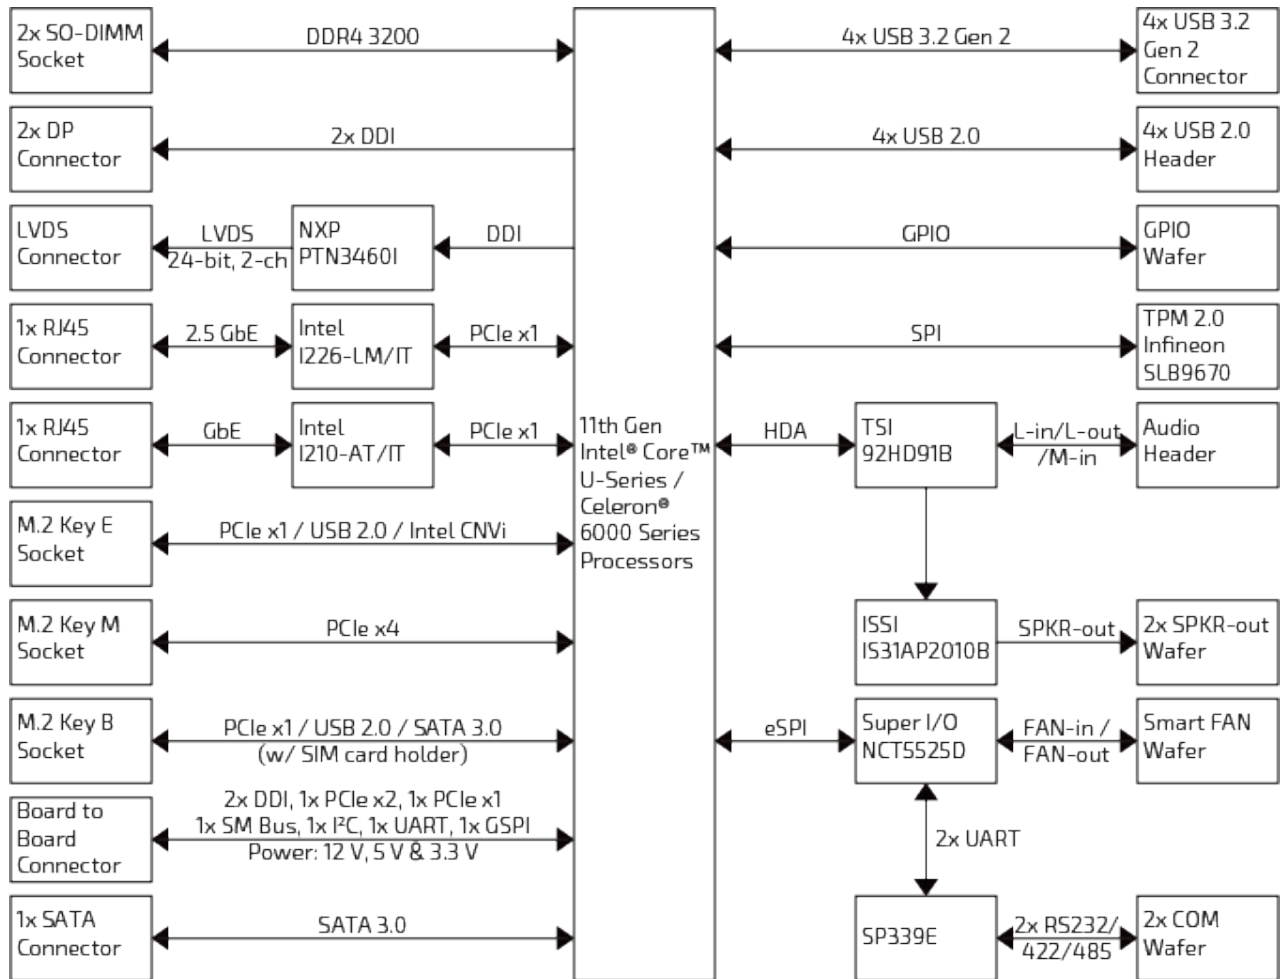 2x SO-DIMM
Socket
DDR4 3200
4x USB 3.2 Gen 2
4x USB 3.2
Gen 2
Connector
2x DP
Connector
2x DDI
4x USB 2.0
4x USB 2.0
Header
LVDS
Connector
LVDS
24-bit, 2-ch
NXP
PTN3460I
DDI
GPIO
GPIO
Wafer
1x RJ45
Connector
2.5 GbE
Intel
I226-LM/IT
PCIe x1
SPI
TPM 2.0
Infineon
SLB9670
1x RJ45
Connector
GbE
Intel
I210-AT/IT
PCIe x1
11th Gen
Intel® Core™
U-Series /
Celeron®
6000 Series
Processors
HDA
TSI
92HD91B
L-in/L-out
/M-in
Audio
Header
M.2 Key E
Socket
PCIe x1 / USB 2.0 / Intel CNVi
M.2 Key M
Socket
PCIe x4
ISSI
IS31AP2010B
SPKR-out
2x SPKR-out
Wafer
M.2 Key B
Socket
PCIe x1 / USB 2.0 / SATA 3.0
(w/ SIM card holder)
eSPI
Super I/O
NCT5525D
FAN-in /
FAN-out
Smart FAN
Wafer
Board to
Board
Connector
2x DDI, 1x PCIe x2, 1x PCIe x1
1x SM Bus, 1x I²C, 1x UART, 1x GSPI
Power: 12 V, 5 V & 3.3 V
2x UART
1x SATA
Connector
SATA 3.0
SP339E
2x RS232/
422/485
2x COM
Wafer